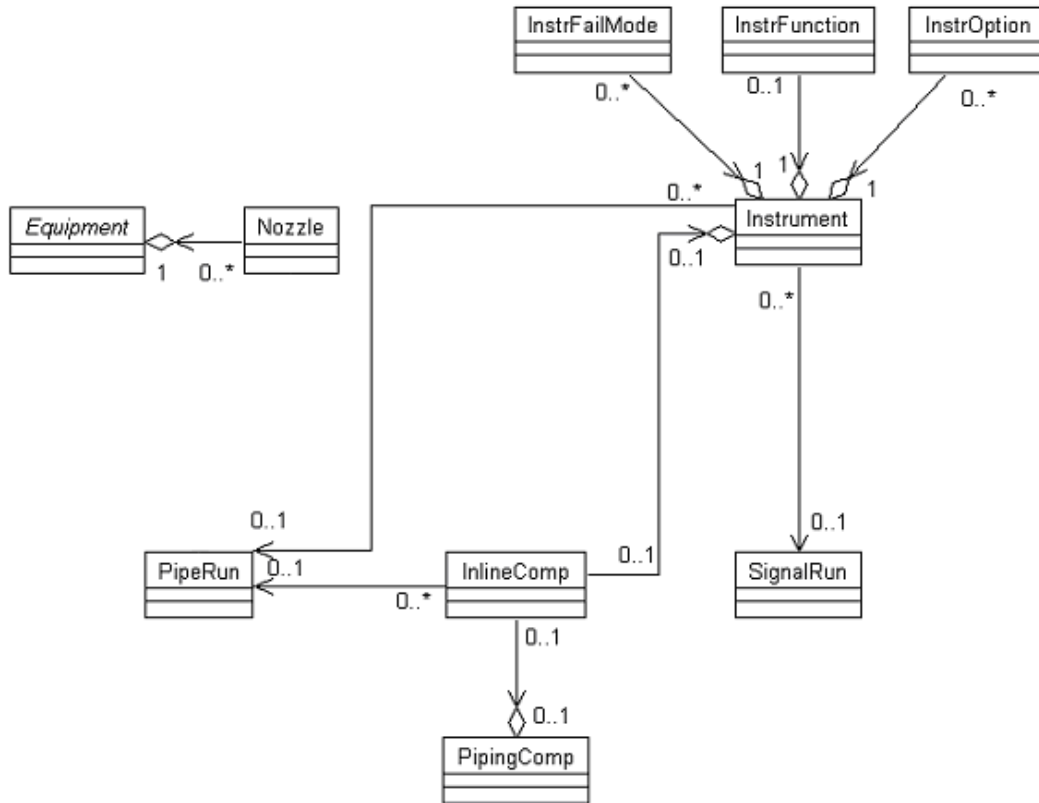 InstrFailMode InstrFunction InstrOption
0..* 0..1 0..*
1 1 1
0..*
Equipment Nozzle Instrument
1 0..* 0..1
0..*
0..1 0..1 0..1
PipeRun 0..1 InlineComp SignalRun
0..*
0..1
0..1
PipingComp